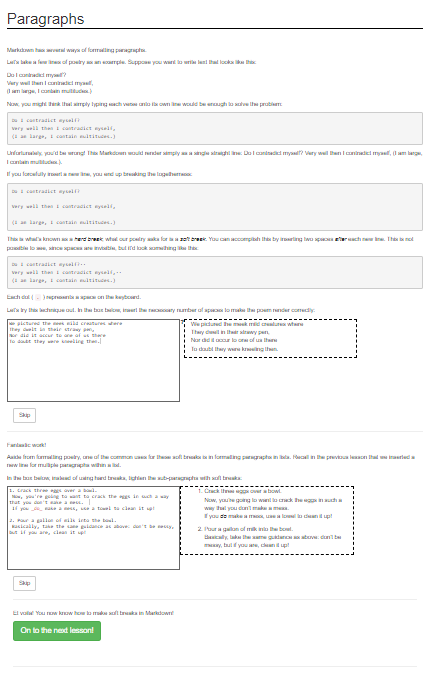 Paragraphs
Markdown has several ways of formatting paragraphs.
Let's take a few lines of poetry as an example. Suppose you want to write text that looks like this:
Do I contradict myself?
Very well then I contradict myself,
(I am large, I contain multitudes.)
Now, you might think that simply typing each verse onto its own line would be enough to solve the problem:
Do I contradict myself?
Very well then I contradict myself,
(I am large, I contain multitudes.)
Unfortunately, you'd be wrong! This Markdown would render simply as a single straight line: Do I contradict myself? Very well then I contradict myself, (I am large,
I contain multitudes.).
If you forcefully insert a new line, you end up breaking the togetherness:
Do I contradict myself?
Very well then I contradict myself,
(I am large, I contain multitudes.)
This is what's known as a hard break; what our poetry asks for is a soft break. You can accomplish this by inserting two spaces after each new line. This is not
possible to see, since spaces are invisible, but it'd look something like this:
Do I contradict myself?··
Very well then I contradict myself,··
(I am large, I contain multitudes.)
Each dot ( · ) represents a space on the keyboard.
Let's try this technique out. In the box below, insert the necessary number of spaces to make the poem render correctly:
We pictured the meek mild creatures where
They dwelt in their strawy pen,
Nor did it occur to one of us there
To doubt they were kneeling then.
We pictured the meek mild creatures where
They dwelt in their strawy pen,
Nor did it occur to one of us there
To doubt they were kneeling then.
Skip
Fantastic work!
Aside from formatting poetry, one of the common uses for these soft breaks is in formatting paragraphs in lists. Recall in the previous lesson that we inserted a
new line for multiple paragraphs within a list.
In the box below, instead of using hard breaks, tighten the sub-paragraphs with soft breaks:
1. Crack three eggs over a bowl.
Now, you're going to want to crack the eggs in such a way
that you don't make a mess.
If you _do_ make a mess, use a towel to clean it up!
2. Pour a gallon of milk into the bowl.
Basically, take the same guidance as above: don't be messy,
but if you are, clean it up!
1. Crack three eggs over a bowl.
Now, you're going to want to crack the eggs in such a
way that you don't make a mess.
If you do make a mess, use a towel to clean it up!
2. Pour a gallon of milk into the bowl.
Basically, take the same guidance as above: don't be
messy, but if you are, clean it up!
Skip
Et voila! You now know how to make soft breaks in Markdown!
On to the next lesson!